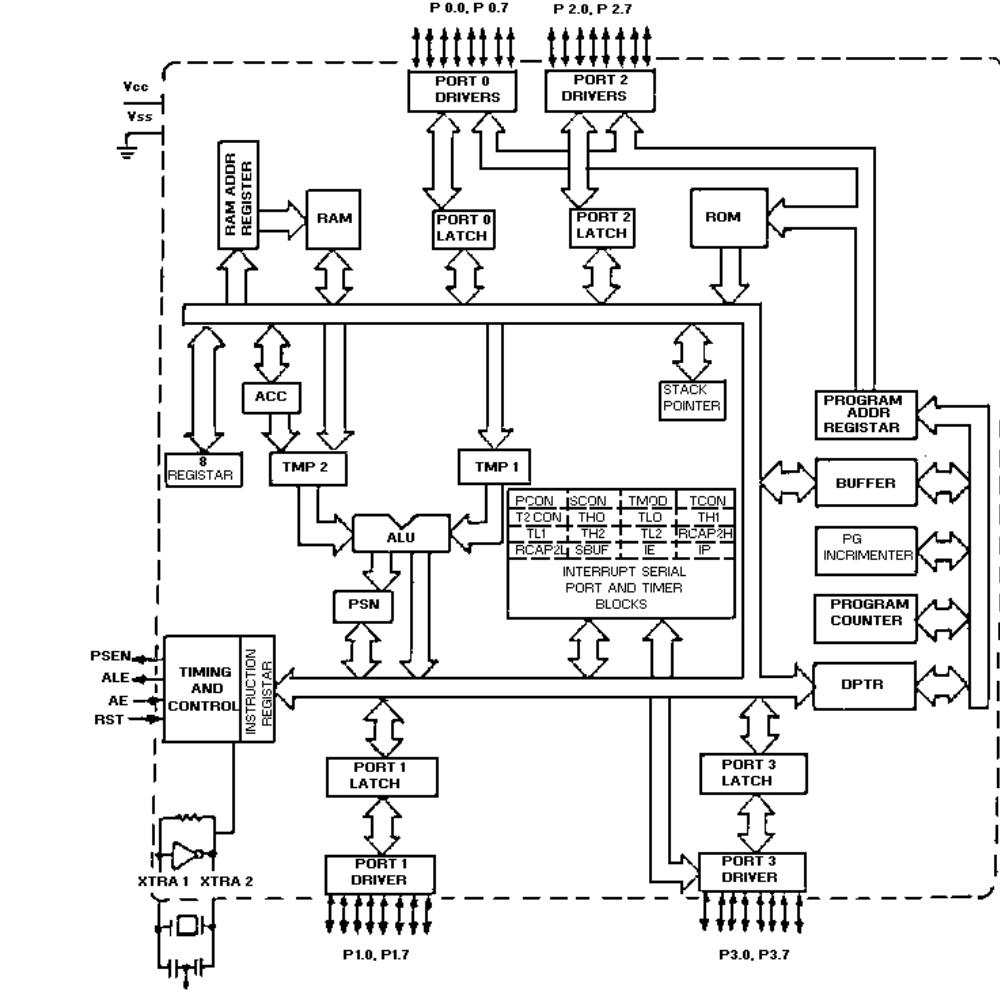 P 0.0, P 0.7
P 2.0, P 2.7
Vcc
Vss
PORT 0
DRIVERS
PORT 2
DRIVERS
RAM ADDR
REGISTER
RAM
PORT 0
LATCH
PORT 2
LATCH
ROM
ACC
STACK
POINTER
PROGRAM
ADDR
REGISTAR
8
REGISTAR
TMP 2
TMP 1
BUFFER
PCON SCON TMOD TCON
T2 CON TH0 TL0 TH1
TL1 TH2 TL2 RCAP2H
RCAP2L SBUF IE IP
INTERRUPT SERIAL
PORT AND TIMER
BLOCKS
ALU
PG
INCRIMENTER
PSN
PROGRAM
COUNTER
PSEN
ALE
AE
RST
TIMING
AND
CONTROL
INSTRUCTION
REGISTAR
DPTR
PORT 1
LATCH
PORT 3
LATCH
PORT 1
DRIVER
PORT 3
DRIVER
XTRA 1 XTRA 2
P1.0, P1.7
P3.0, P3.7